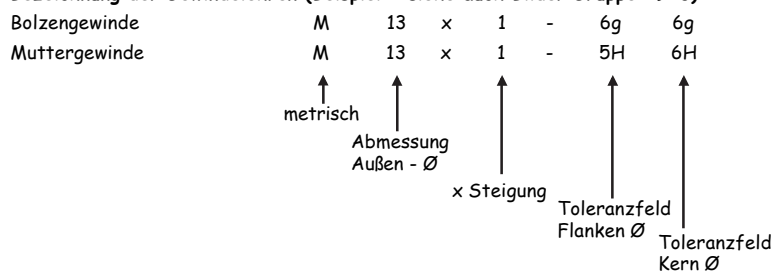 Bolzengewinde M 13 x 1 - 6g 6g
Muttergewinde M 13 x 1 - 5H 6H
metrisch
Abmessung
Außen - Ø
x Steigung
Toleranzfeld
Flanken Ø
Toleranzfeld
Kern Ø